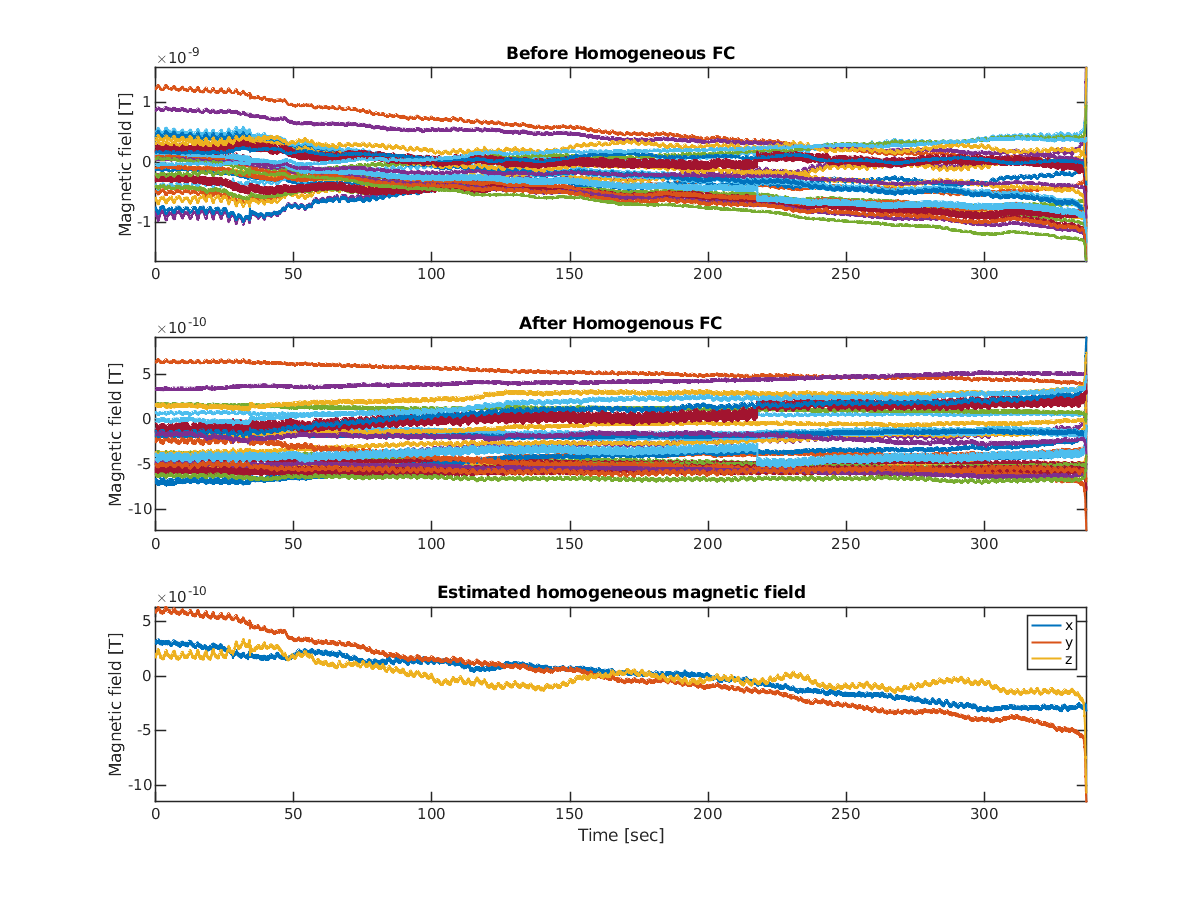 Before Homogeneous FC
×10-9
Magnetic field [T]
1
0
-1
0 50 100 150 200 250 300
After Homogenous FC
×10-10
Magnetic field [T]
5
0
-5
-10
0 50 100 150 200 250 300
Estimated homogeneous magnetic field
×10-10
Magnetic field [T]
5
0
-5
-10
x
y
z
0 50 100 150 200 250 300
Time [sec]